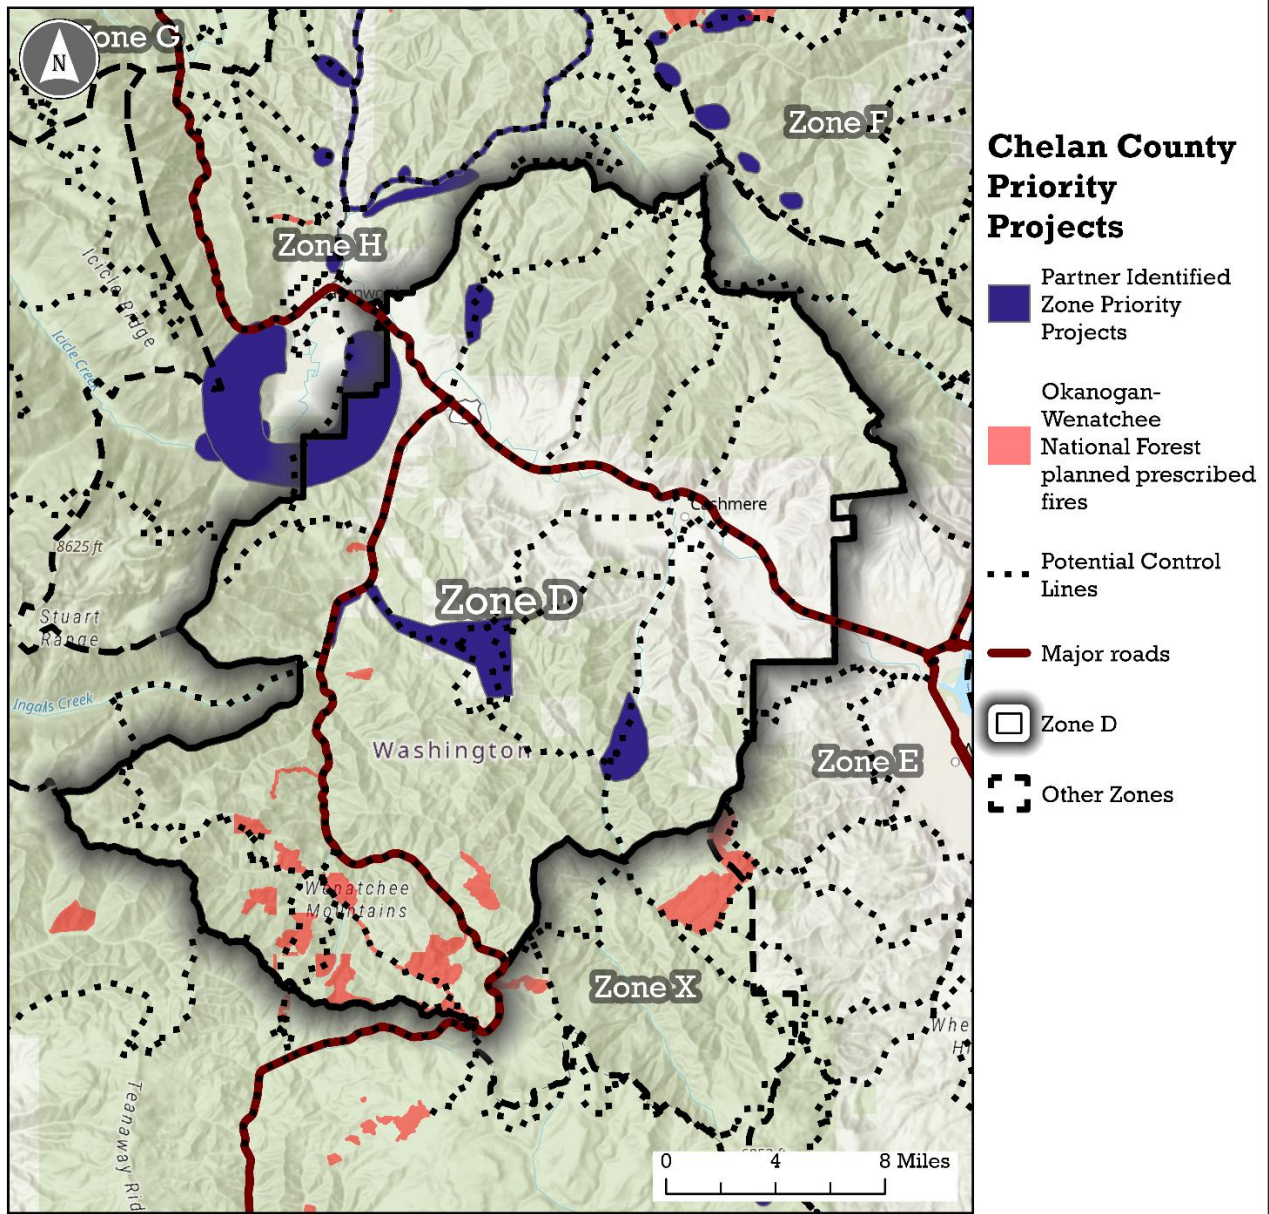 Zone G
N
Zone F
Zone H
Icicle Ridge
Icicle Creek
Cashmere
8625 ft
Zone D
Stuart
Range
Ingalls Creek
Washington
Zone E
Wenatchee
Mountains
Zone X
Teanaway Rid
Whe
Hi
0 4 8 Miles
Chelan County
Priority
Projects
Partner Identified
Zone Priority
Projects
Okanogan-
Wenatchee
National Forest
planned prescribed
fires
Potential Control
Lines
Major roads
Zone D
Other Zones